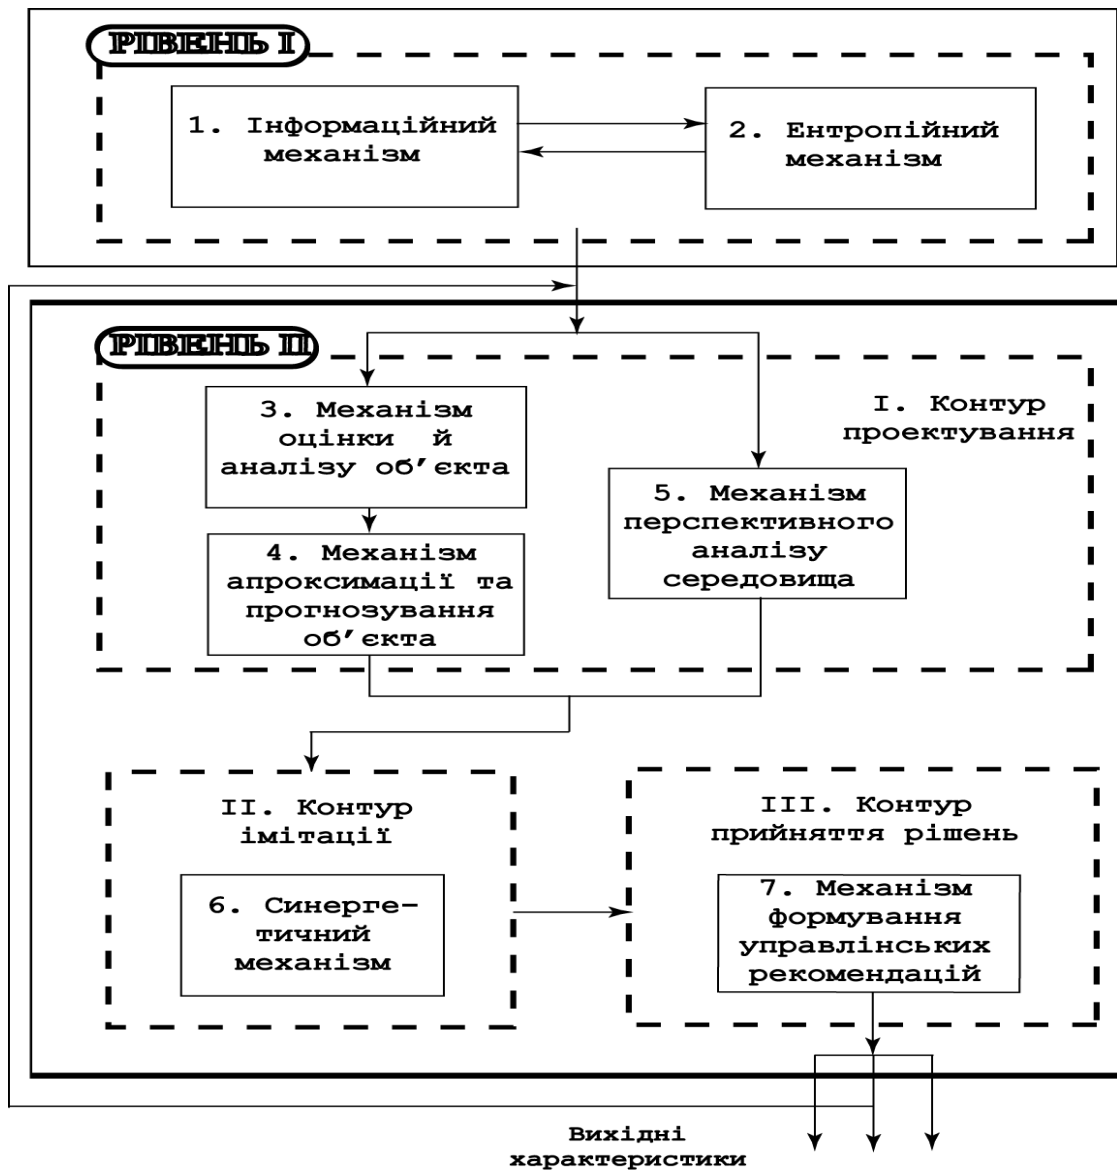 РІВЕНЬ І
1. Інформаційний
механізм
2. Ентропійний
механізм
РІВЕНЬ ІІ
3. Механізм
оцінки й
аналізу об’єкта
І. Контур
проектування
4. Механізм
апроксимації та
прогнозування
об’єкта
5. Механізм
перспективного
аналізу
середовища
ІІ. Контур
імітації
6. Синерге-
тичний
механізм
ІІІ. Контур
прийняття рішень
7. Механізм
формування
управлінських
рекомендацій
Вихідні
характеристики